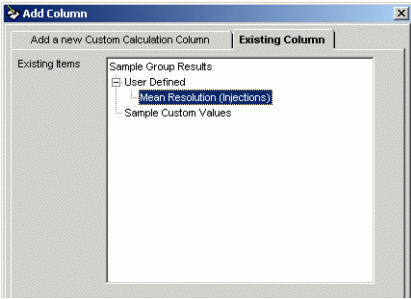 Add Column
Add a new Custom Calculation Column
Existing Column
Existing Items
Sample Group Results
User Defined
Mean Resolution (Injections)
Sample Custom Values